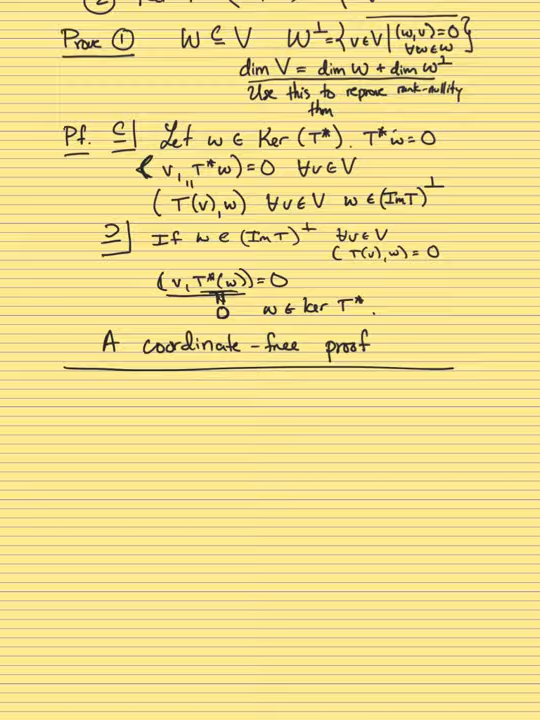 ②
Prove ① W ⊆ V W⊥ = {v∈V | (w,v)=0 ∀w∈W}
dim V = dim W + dim W⊥
Use this to reprove rank-nullity
thm
Pf. ⊆] Let w ∈ Ker (T*). T*w = 0
(v, T*w) = 0 ∀v∈V
"
(T(v), w) ∀v∈V w ∈ (Im T)⊥
⊇] If w ∈ (Im T)⊥ ∀v∈V
(T(v), w) = 0
(v, T*(w)) = 0
0 w ∈ ker T*.
A coordinate-free proof